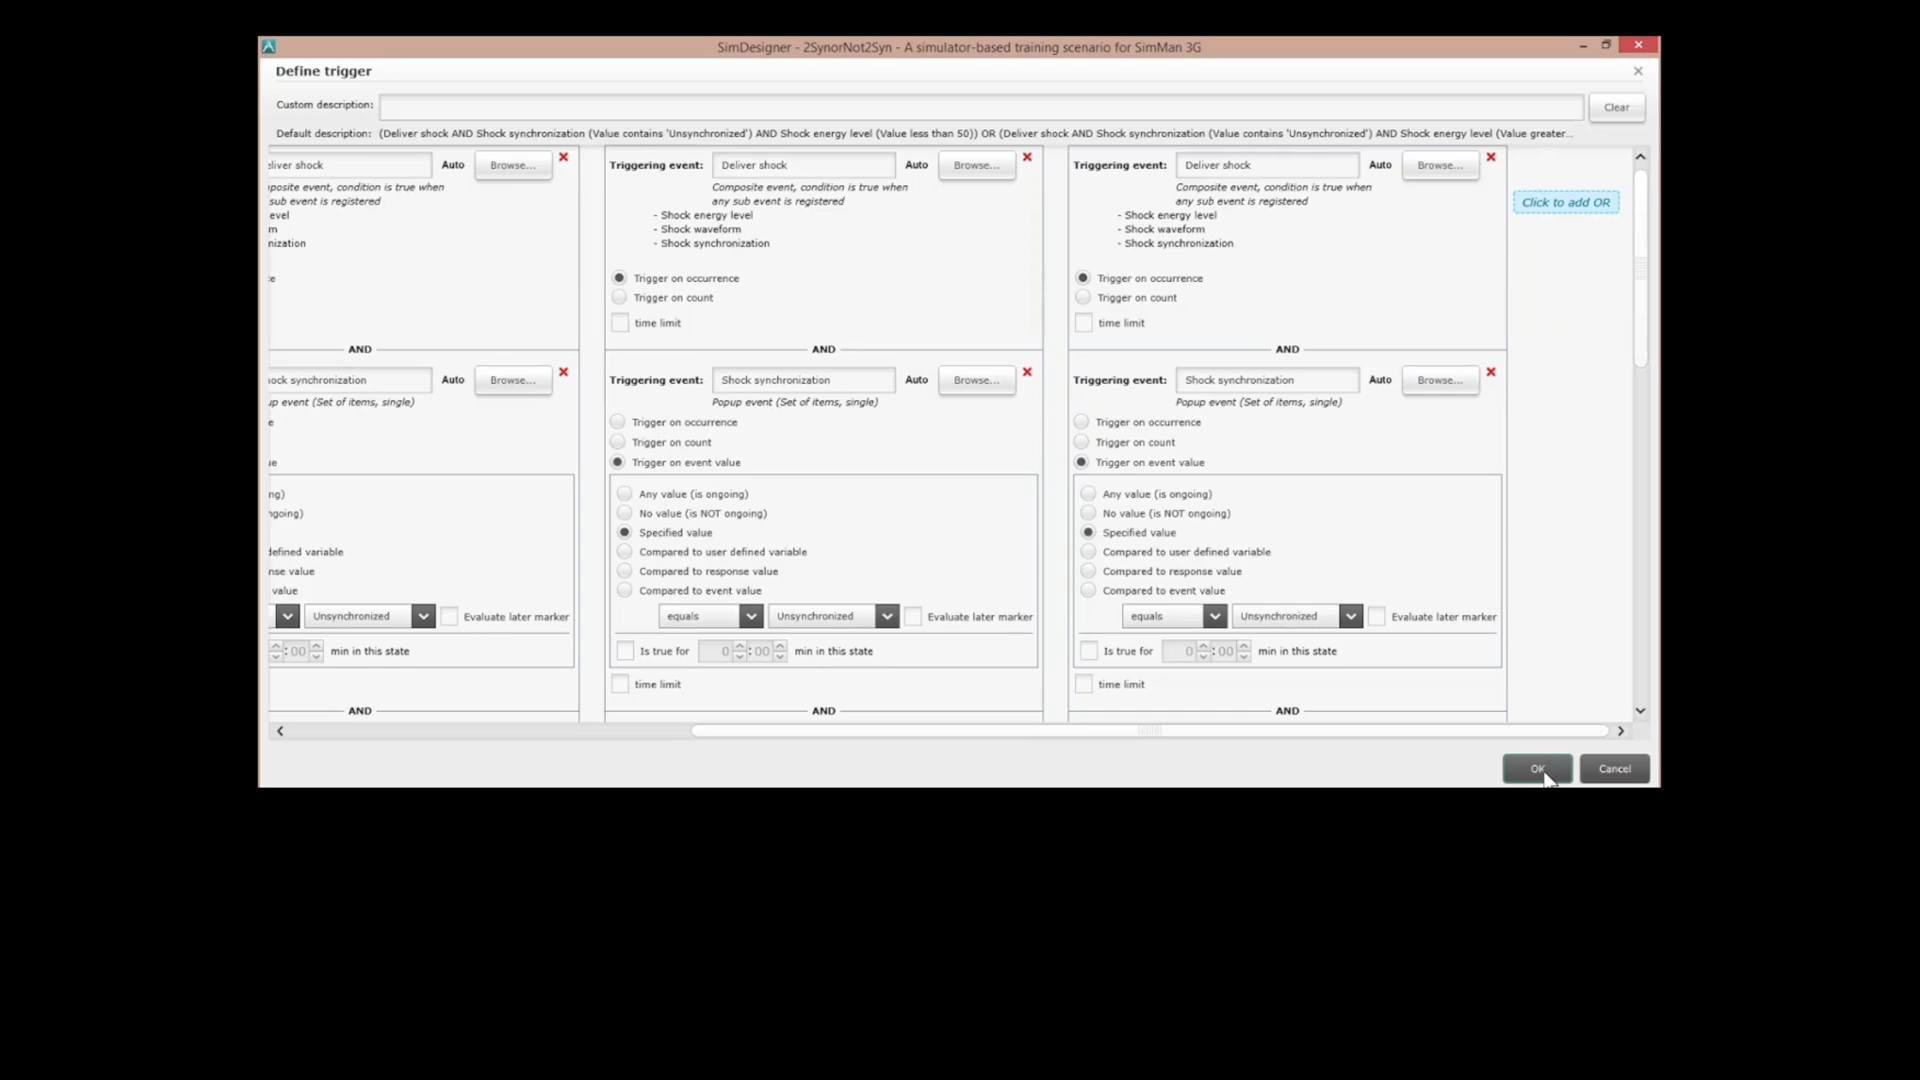 SimDesigner - 2SynorNot2Syn - A simulator-based training scenario for SimMan 3G
Define trigger
Custom description:
Clear
Default description: (Deliver shock AND Shock synchronization (Value contains 'Unsynchronized') AND Shock energy level (Value less than 50)) OR (Deliver shock AND Shock synchronization (Value contains 'Unsynchronized') AND Shock energy level (Value greater...
eliver shock Auto Browse...
posite event, condition is true when
sub event is registered
evel
m
nization
e
AND
ock synchronization Auto Browse...
up event (Set of items, single)
e
ue
ng)
ngoing)
defined variable
nse value
value
Unsynchronized Evaluate later marker
: 00 min in this state
AND
Triggering event: Deliver shock Auto Browse...
Composite event, condition is true when
any sub event is registered
- Shock energy level
- Shock waveform
- Shock synchronization
Trigger on occurrence
Trigger on count
time limit
AND
Triggering event: Shock synchronization Auto Browse...
Popup event (Set of items, single)
Trigger on occurrence
Trigger on count
Trigger on event value
Any value (is ongoing)
No value (is NOT ongoing)
Specified value
Compared to user defined variable
Compared to response value
Compared to event value
equals Unsynchronized Evaluate later marker
Is true for 0 : 00 min in this state
time limit
AND
Triggering event: Deliver shock Auto Browse...
Composite event, condition is true when
any sub event is registered
- Shock energy level
- Shock waveform
- Shock synchronization
Trigger on occurrence
Trigger on count
time limit
AND
Triggering event: Shock synchronization Auto Browse...
Popup event (Set of items, single)
Trigger on occurrence
Trigger on count
Trigger on event value
Any value (is ongoing)
No value (is NOT ongoing)
Specified value
Compared to user defined variable
Compared to response value
Compared to event value
equals Unsynchronized Evaluate later marker
Is true for 0 : 00 min in this state
time limit
AND
Click to add OR
OK Cancel